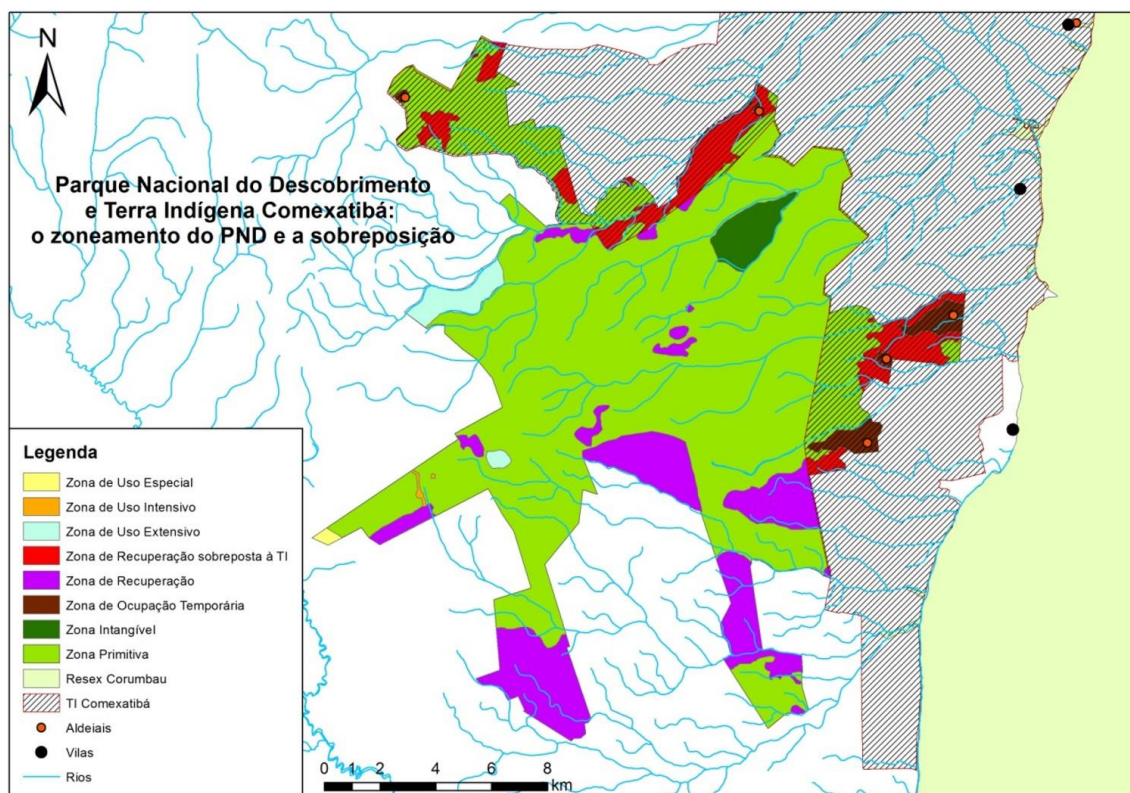 N
Parque Nacional do Descobrimento
e Terra Indígena Comexatibá:
o zoneamento do PND e a sobreposição
Legenda
Zona de Uso Especial
Zona de Uso Intensivo
Zona de Uso Extensivo
Zona de Recuperação sobreposta à TI
Zona de Recuperação
Zona de Ocupação Temporária
Zona Intangível
Zona Primitiva
Resex Corumbau
TI Comexatibá
Aldeiais
Vilas
Rios
0 1 2 4 6 8
km